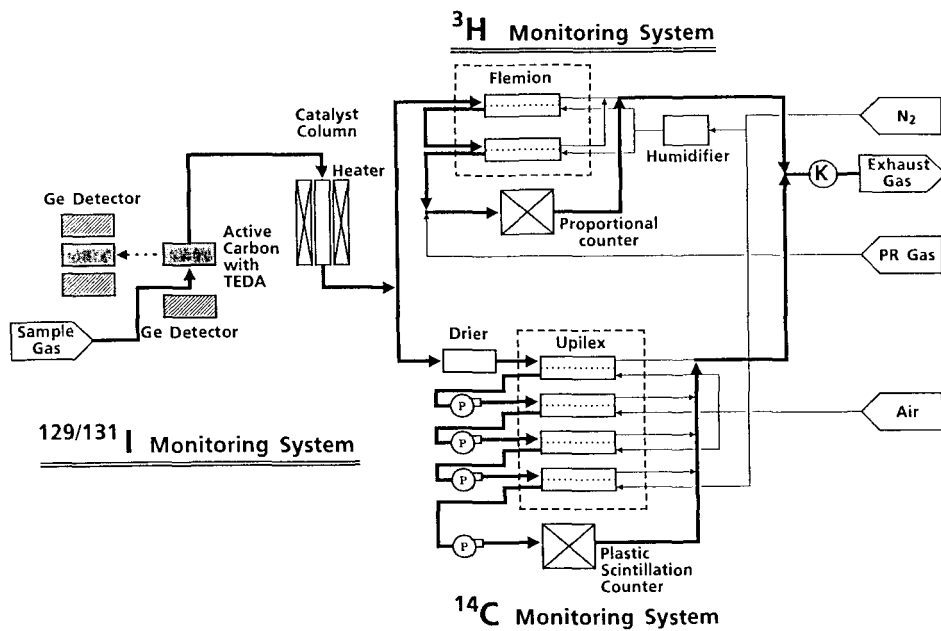 ³H Monitoring System
Flemion
N₂
Catalyst
Column
Humidifier
Heater
Exhaust
Gas
K
Ge Detector
Proportional
counter
Active
Carbon
with
TEDA
PR Gas
Sample
Gas
Ge Detector
Drier
Upilex
P
P
P
P
Air
129/131 I Monitoring System
Plastic
Scintillation
Counter
¹⁴C Monitoring System